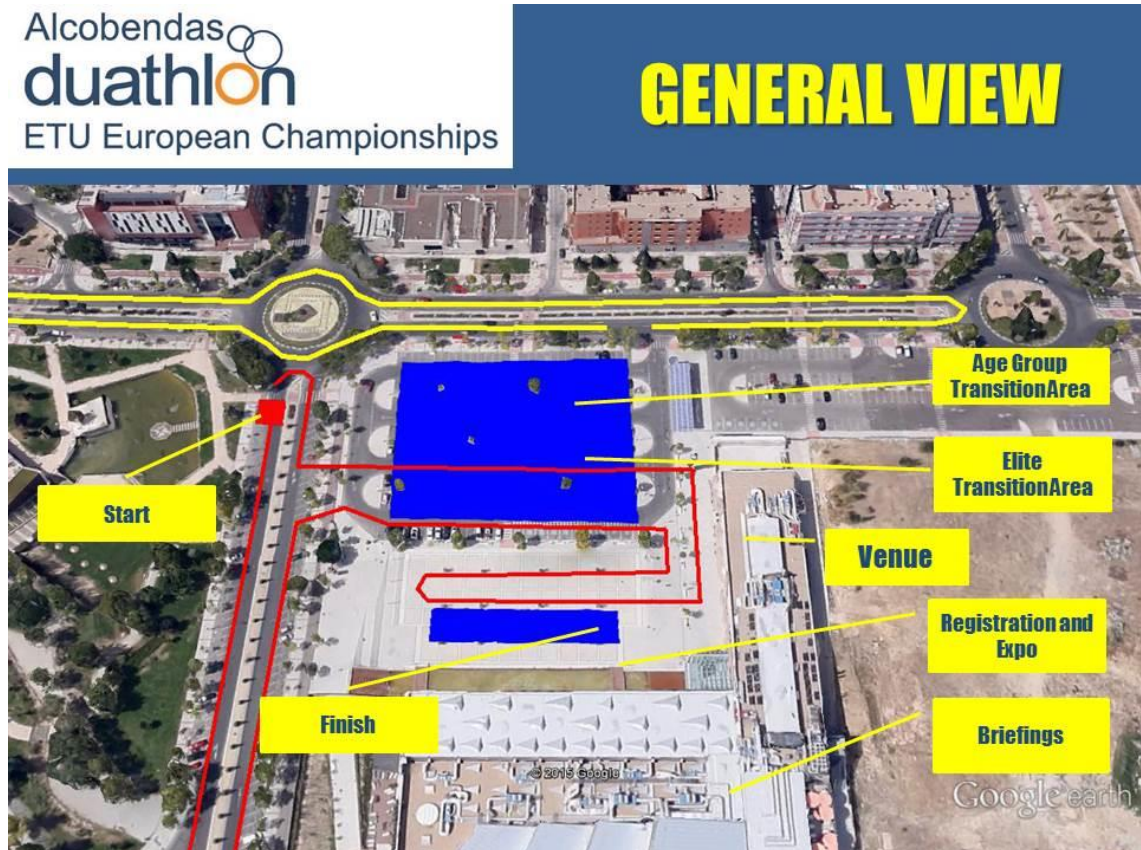 Alcobendas
duathlon
ETU European Championships
GENERAL VIEW
Age Group
TransitionArea
Elite
TransitionArea
Start
Venue
Registration and
Expo
Finish
Briefings
© 2015 Google
Google earth